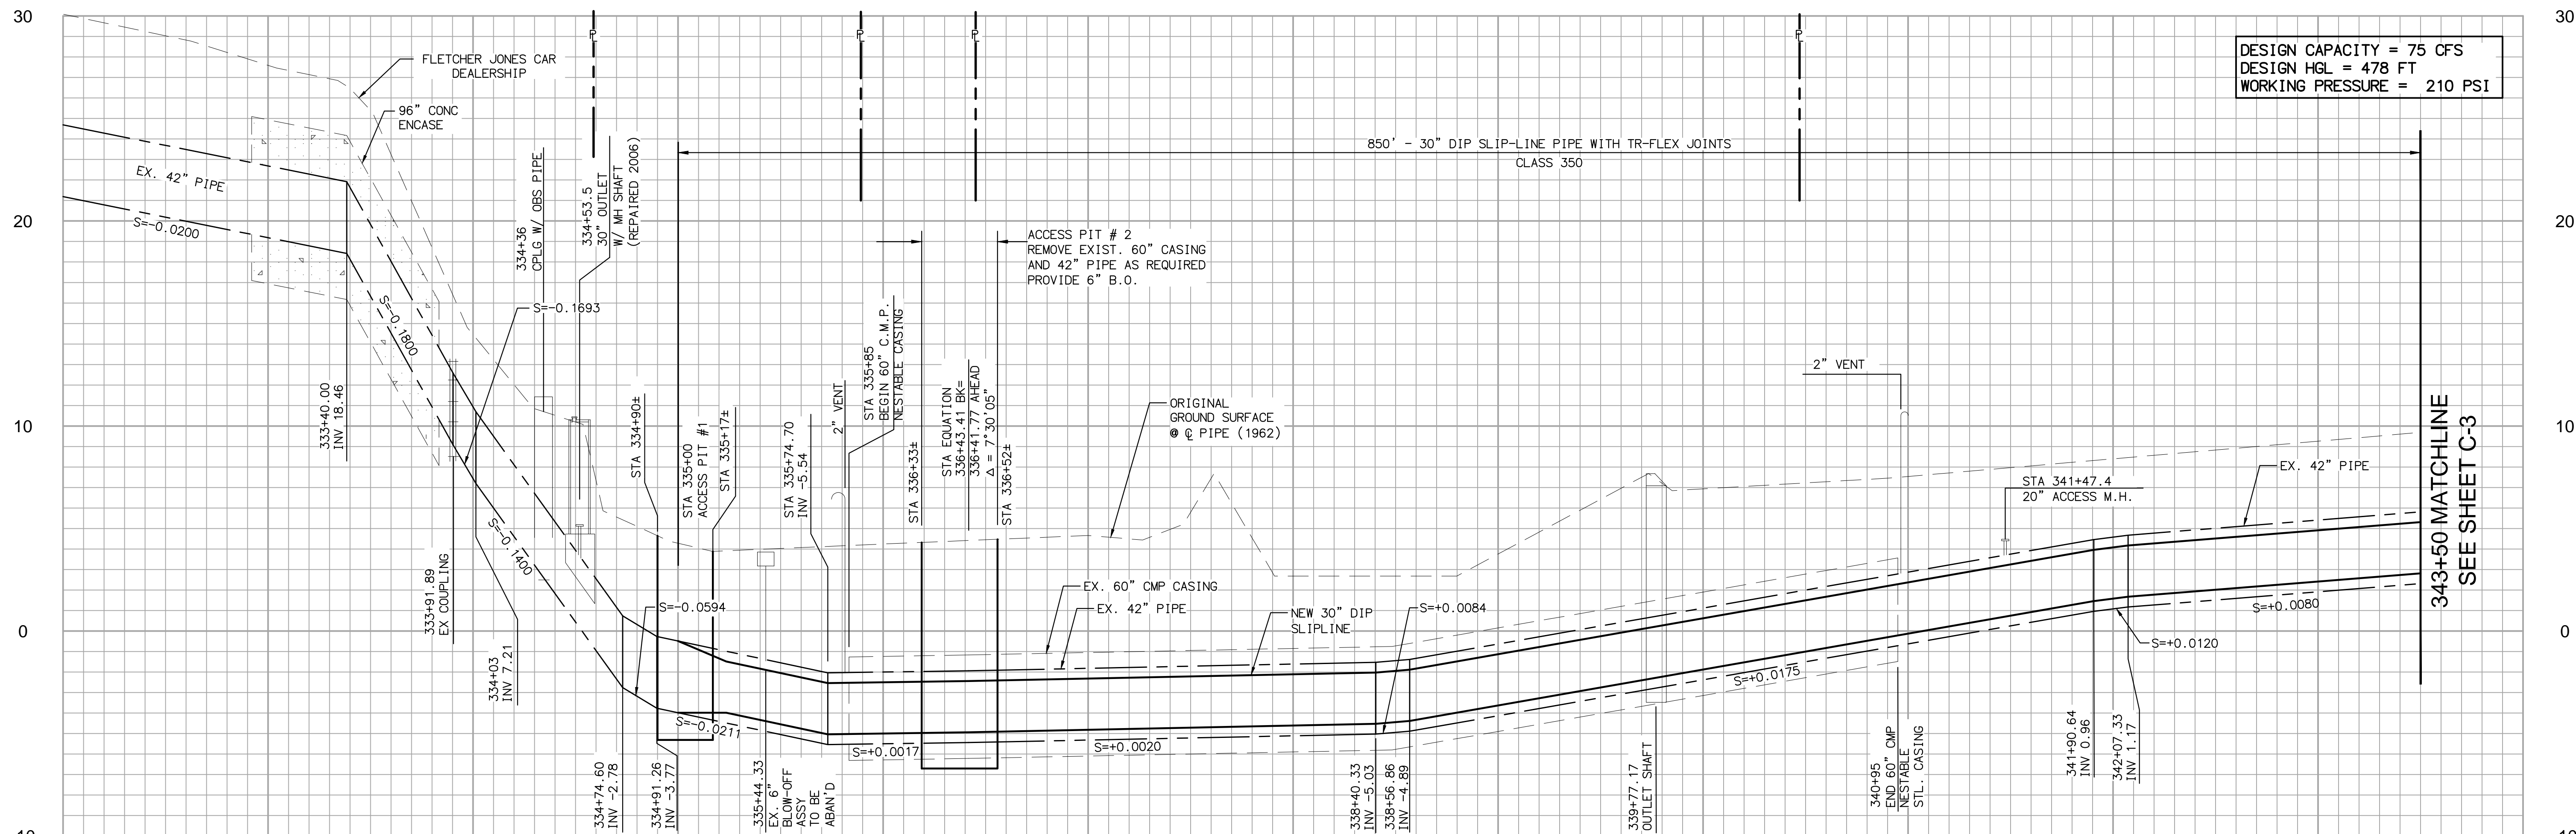 30
30
20
20
10
10
0
0
-10
-10
DESIGN CAPACITY = 75 CFS
DESIGN HGL = 478 FT
WORKING PRESSURE = 210 PSI
FLETCHER JONES CAR
DEALERSHIP
96" CONC
ENCASE
EX. 42" PIPE
S=-0.0200
S=-0.1800
S=-0.1693
S=-0.1400
S=-0.0594
S=-0.0211
333+40.00
INV 18.46
333+91.89
EX COUPLING
334+03
INV 7.21
334+36
CPLG W/ OBS PIPE
334+53.5
30" OUTLET
W/ MH SHAFT
(REPAIRED 2006)
P
L
P
L
P
L
P
L
850' - 30" DIP SLIP-LINE PIPE WITH TR-FLEX JOINTS
CLASS 350
ACCESS PIT # 2
REMOVE EXIST. 60" CASING
AND 42" PIPE AS REQUIRED
PROVIDE 6" B.O.
334+74.60
INV -2.78
STA 334+90±
334+91.26
INV -3.77
STA 335+00
ACCESS PIT #1
STA 335+17±
335+44.33
EX. 6"
BLOW-OFF
ASSY
TO BE
ABAN'D
STA 335+74.70
INV -5.54
2" VENT
STA 335+85
BEGIN 60" C.M.P.
NESTABLE CASING
STA 336+33±
STA EQUATION
336+43.41 BK=
336+41.77 AHEAD
Δ = 7°30'05"
STA 336+52±
ORIGINAL
GROUND SURFACE
@ ℄ PIPE (1962)
EX. 60" CMP CASING
EX. 42" PIPE
NEW 30" DIP
SLIPLINE
S=+0.0017
S=+0.0020
S=+0.0084
338+40.33
INV -5.03
338+56.86
INV -4.89
339+77.17
OUTLET SHAFT
S=+0.0175
2" VENT
340+95
END 60" CMP
NESTABLE
STL. CASING
STA 341+47.4
20" ACCESS M.H.
341+90.64
INV 0.96
342+07.33
INV 1.17
S=+0.0120
S=+0.0080
EX. 42" PIPE
343+50 MATCHLINE
SEE SHEET C-3